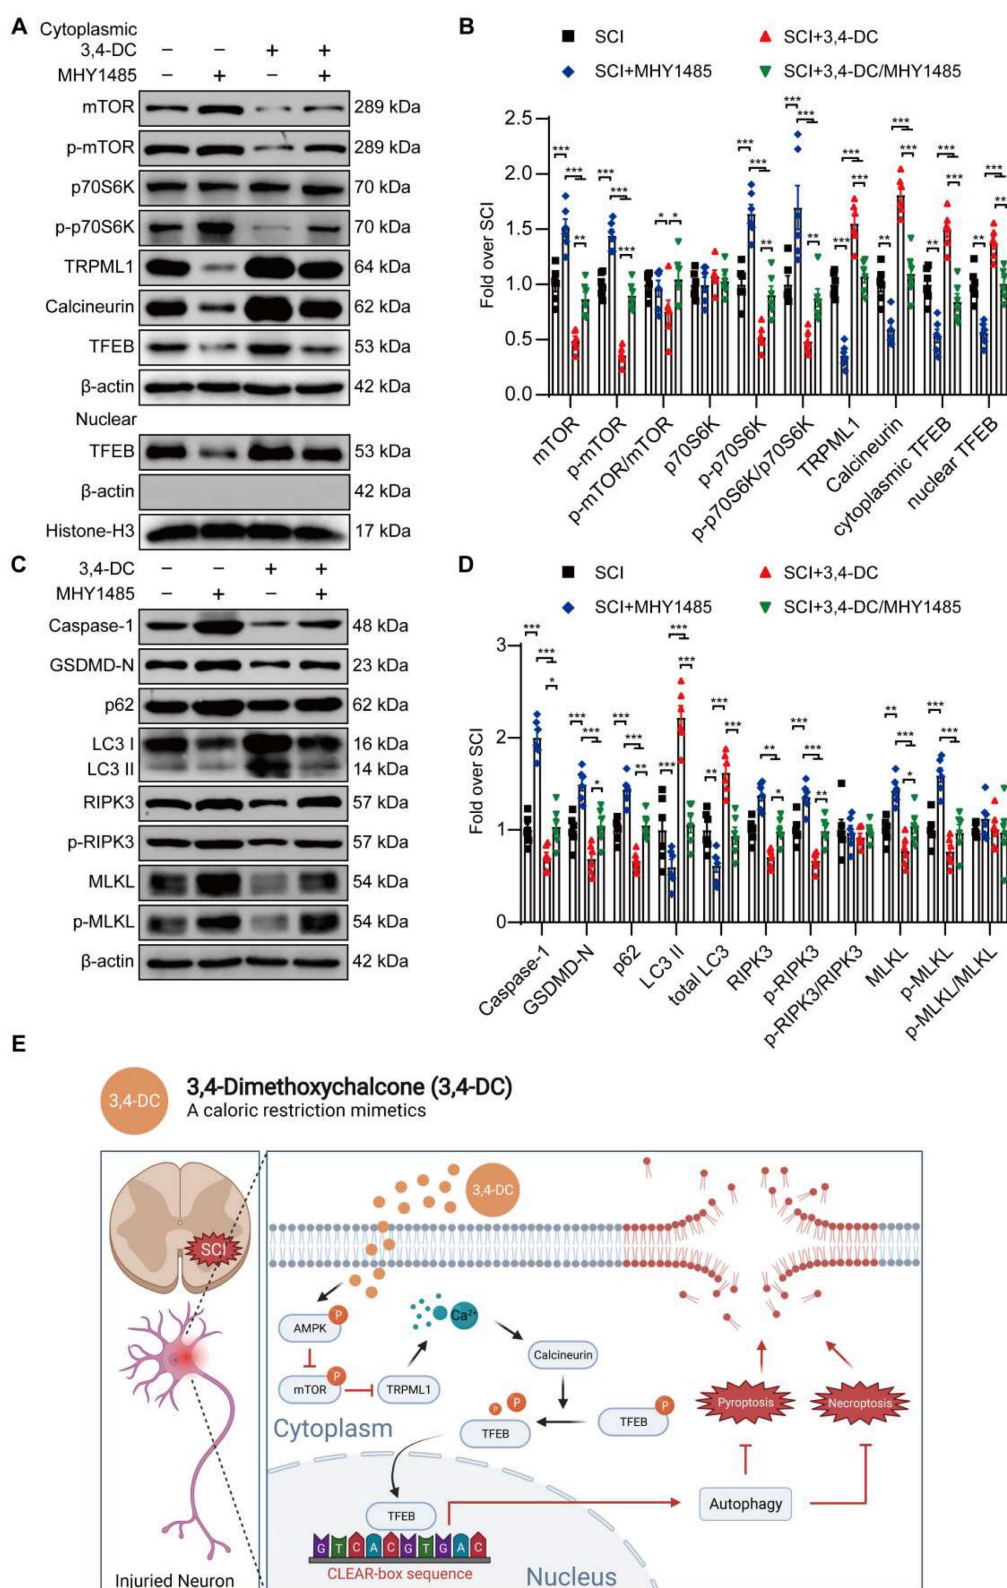 A
Cytoplasmic
3,4-DC − − + +
MHY1485 − + − +
mTOR 289 kDa
p-mTOR 289 kDa
p70S6K 70 kDa
p-p70S6K 70 kDa
TRPML1 64 kDa
Calcineurin 62 kDa
TFEB 53 kDa
β-actin 42 kDa
Nuclear
TFEB 53 kDa
β-actin 42 kDa
Histone-H3 17 kDa
B
SCI SCI+3,4-DC
SCI+MHY1485 SCI+3,4-DC/MHY1485
Fold over SCI
2.5
2.0
1.5
1.0
0.5
0.0
mTOR
p-mTOR
p-mTOR/mTOR
p70S6K
p-p70S6K
p-p70S6K/p70S6K
TRPML1
Calcineurin
cytoplasmic TFEB
nuclear TFEB
C
3,4-DC − − + +
MHY1485 − + − +
Caspase-1 48 kDa
GSDMD-N 23 kDa
p62 62 kDa
LC3 I 16 kDa
LC3 II 14 kDa
RIPK3 57 kDa
p-RIPK3 57 kDa
MLKL 54 kDa
p-MLKL 54 kDa
β-actin 42 kDa
D
SCI SCI+3,4-DC
SCI+MHY1485 SCI+3,4-DC/MHY1485
Fold over SCI
3
2
1
0
Caspase-1
GSDMD-N
p62
LC3 II
total LC3
RIPK3
p-RIPK3
p-RIPK3/RIPK3
MLKL
p-MLKL
p-MLKL/MLKL
E
3,4-DC
3,4-Dimethoxychalcone (3,4-DC)
A caloric restriction mimetics
SCI
Injuried Neuron
3,4-DC
AMPK P
mTOR P
TRPML1
Ca²⁺
Calcineurin
P P
TFEB
TFEB P
Cytoplasm
Pyroptosis
Necroptosis
Autophagy
TFEB
G T C A C G T G A C
CLEAR-box sequence
Nucleus